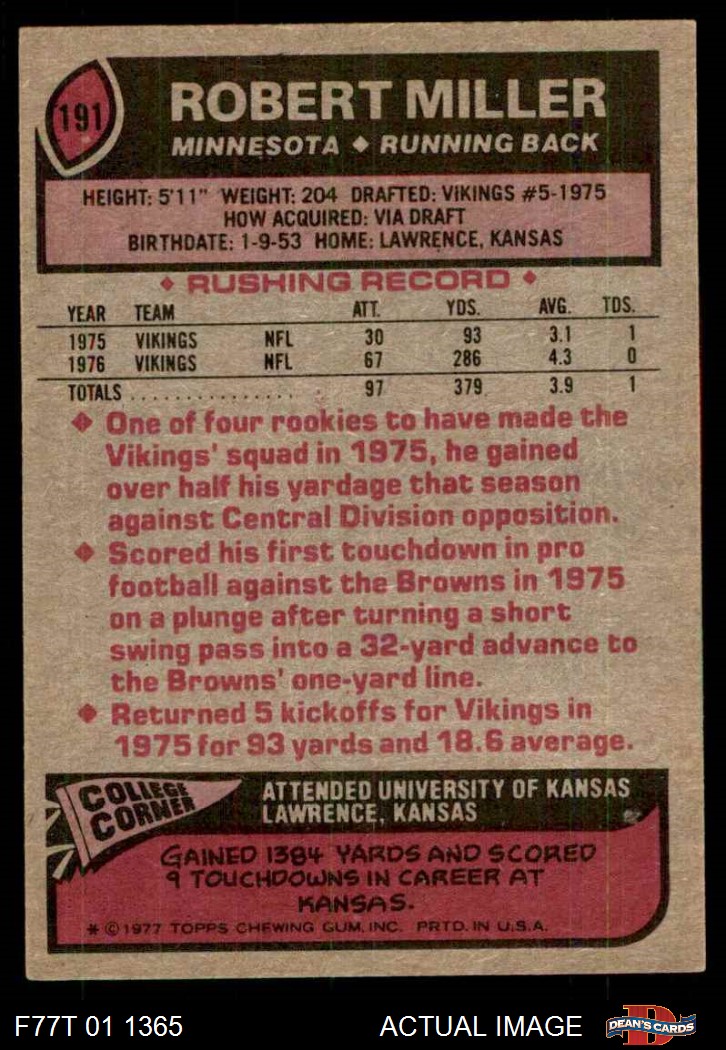 191
ROBERT MILLER
MINNESOTA ♦ RUNNING BACK
HEIGHT: 5'11" WEIGHT: 204 DRAFTED: VIKINGS #5-1975
HOW ACQUIRED: VIA DRAFT
BIRTHDATE: 1-9-53 HOME: LAWRENCE, KANSAS
♦ RUSHING RECORD ♦
YEAR TEAM ATT. YDS. AVG. TDS.
1975 VIKINGS NFL 30 93 3.1 1
1976 VIKINGS NFL 67 286 4.3 0
TOTALS ................ 97 379 3.9 1
♦ One of four rookies to have made the
Vikings' squad in 1975, he gained
over half his yardage that season
against Central Division opposition.
♦ Scored his first touchdown in pro
football against the Browns in 1975
on a plunge after turning a short
swing pass into a 32-yard advance to
the Browns' one-yard line.
♦ Returned 5 kickoffs for Vikings in
1975 for 93 yards and 18.6 average.
COLLEGE
CORNER
ATTENDED UNIVERSITY OF KANSAS
LAWRENCE, KANSAS
GAINED 1384 YARDS AND SCORED
9 TOUCHDOWNS IN CAREER AT
KANSAS.
* © 1977 TOPPS CHEWING GUM, INC. PRTD. IN U.S.A.
F77T 01 1365 ACTUAL IMAGE D DEAN'S CARDS